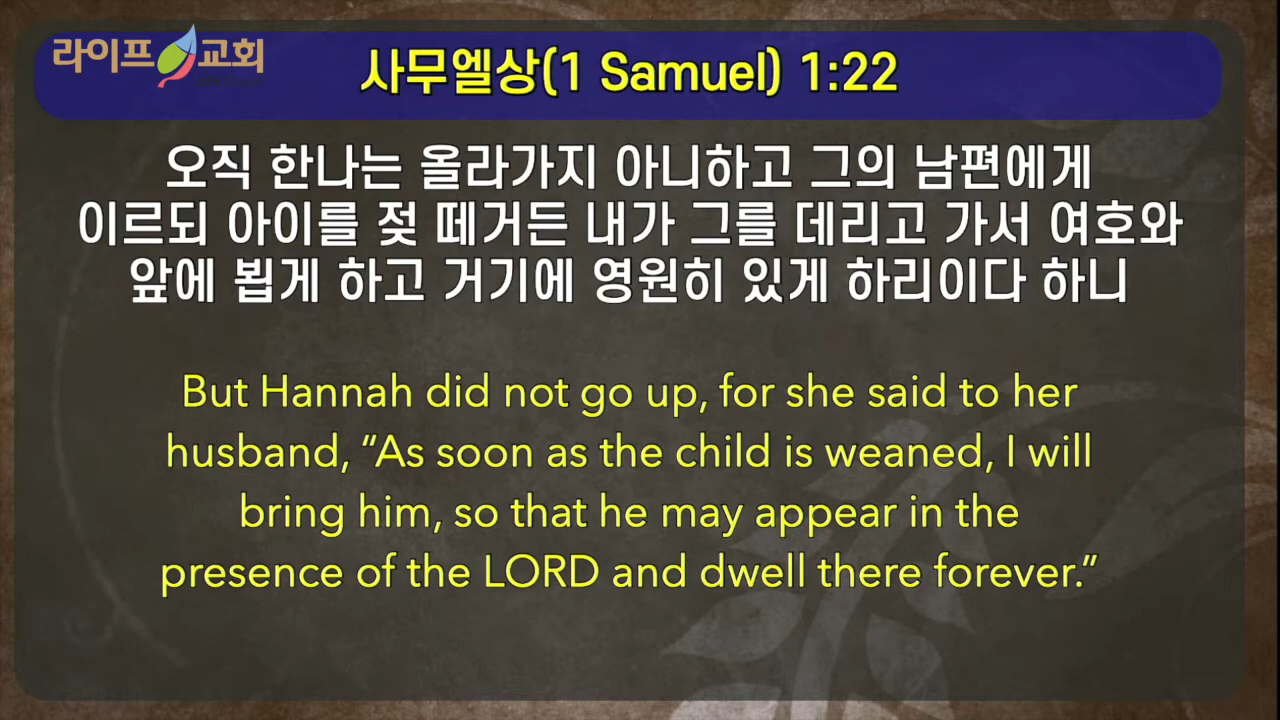 라이프 교회
사무엘상(1 Samuel) 1:22
오직 한나는 올라가지 아니하고 그의 남편에게
이르되 아이를 젖 떼거든 내가 그를 데리고 가서 여호와
앞에 뵙게 하고 거기에 영원히 있게 하리이다 하니
But Hannah did not go up, for she said to her
husband, “As soon as the child is weaned, I will
bring him, so that he may appear in the
presence of the LORD and dwell there forever.”